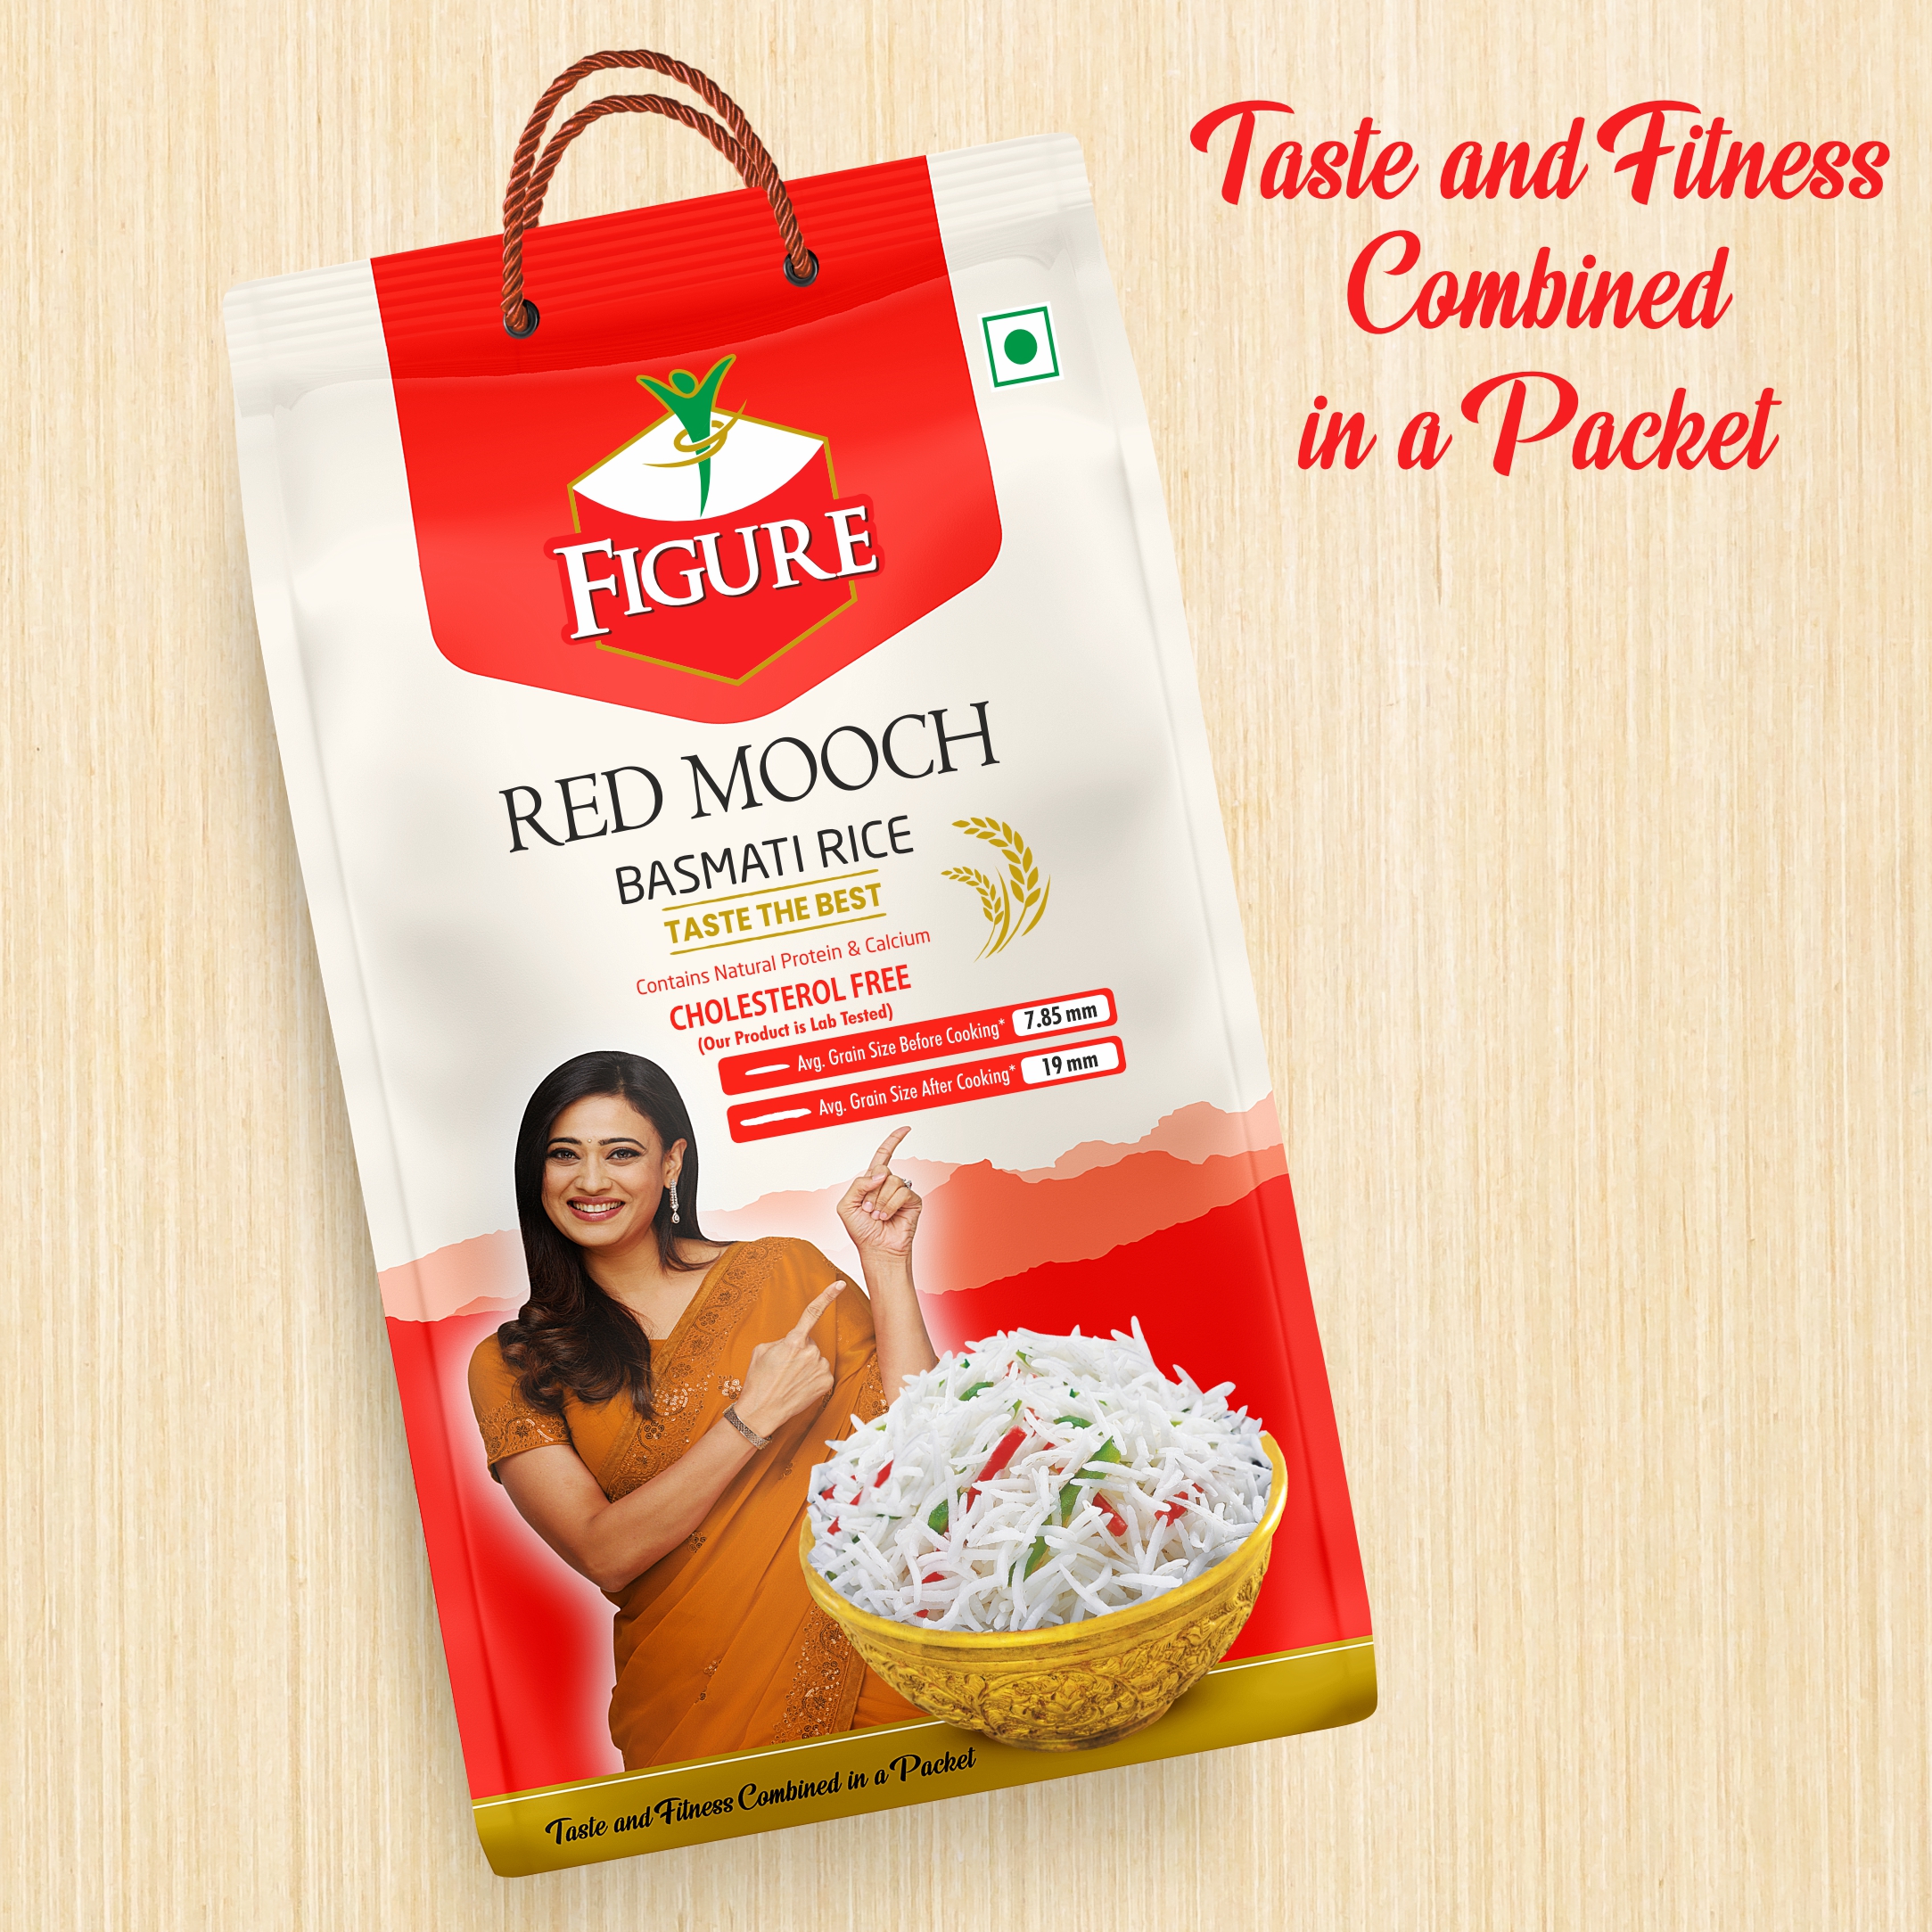 Taste and Fitness
Combined
in a Packet
FIGURE
RED MOOCH
BASMATI RICE
TASTE THE BEST
Contains Natural Protein & Calcium
CHOLESTEROL FREE
(Our Product is Lab Tested)
Avg. Grain Size Before Cooking* 7.85 mm
Avg. Grain Size After Cooking* 19 mm
Taste and Fitness Combined in a Packet